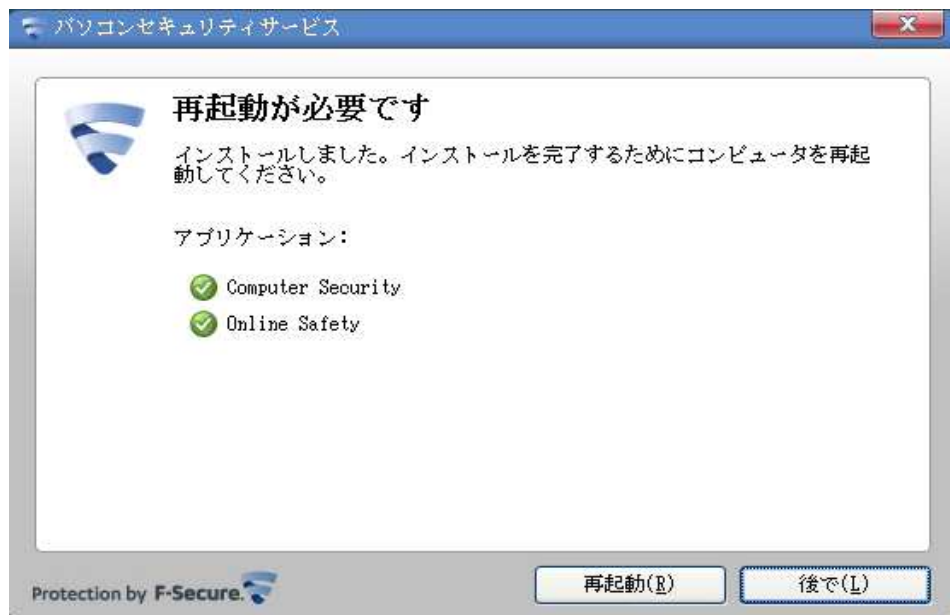 パソコンセキュリティサービス
再起動が必要です
インストールしました。インストールを完了するためにコンピュータを再起
動してください。
アプリケーション:
Computer Security
Online Safety
Protection by F-Secure.
再起動(R)
後で(L)